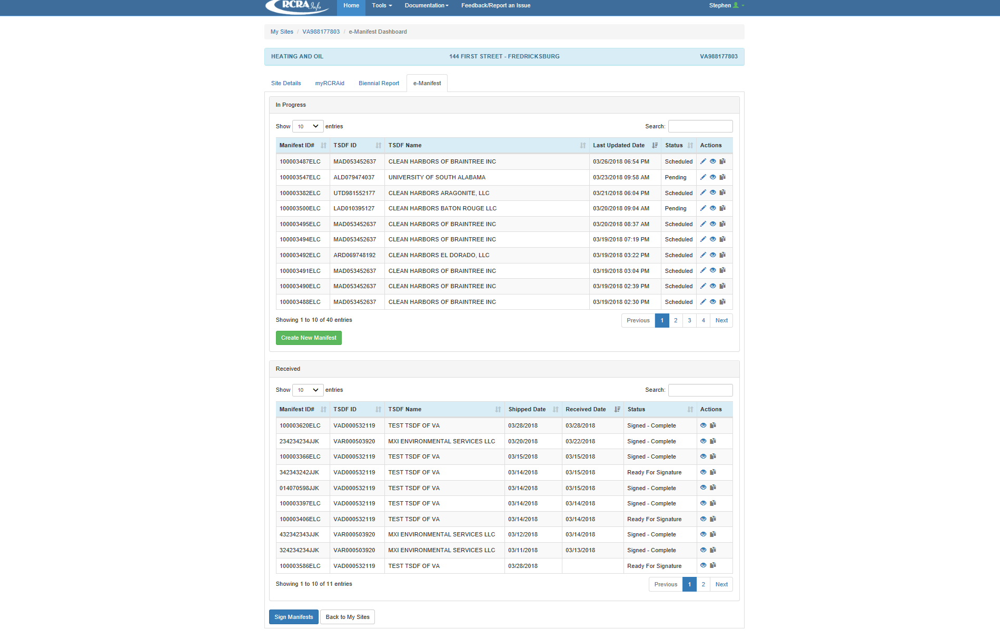 RCRAInfo Home Tools Documentation Feedback/Report an Issue Stephen
My Sites / VA988177803 / e-Manifest Dashboard
HEATING AND OIL 144 FIRST STREET - FREDRICKSBURG VA988177803
Site Details myRCRAid Biennial Report e-Manifest
In Progress
Show 10 entries Search:
Manifest ID# TSDF ID TSDF Name Last Updated Date Status Actions
100003487ELC MAD053452637 CLEAN HARBORS OF BRAINTREE INC 03/26/2018 06:54 PM Scheduled
100003547ELC ALD079474037 UNIVERSITY OF SOUTH ALABAMA 03/23/2018 09:58 AM Pending
100003382ELC UTD981552177 CLEAN HARBORS ARAGONITE, LLC 03/21/2018 06:04 PM Scheduled
100003500ELC LAD010395127 CLEAN HARBORS BATON ROUGE LLC 03/20/2018 09:04 AM Pending
100003495ELC MAD053452637 CLEAN HARBORS OF BRAINTREE INC 03/20/2018 08:37 AM Scheduled
100003494ELC MAD053452637 CLEAN HARBORS OF BRAINTREE INC 03/19/2018 07:19 PM Scheduled
100003492ELC ARD069748192 CLEAN HARBORS EL DORADO, LLC 03/19/2018 03:22 PM Scheduled
100003491ELC MAD053452637 CLEAN HARBORS OF BRAINTREE INC 03/19/2018 03:04 PM Scheduled
100003490ELC MAD053452637 CLEAN HARBORS OF BRAINTREE INC 03/19/2018 02:39 PM Scheduled
100003488ELC MAD053452637 CLEAN HARBORS OF BRAINTREE INC 03/19/2018 02:30 PM Scheduled
Showing 1 to 10 of 40 entries Previous 1 2 3 4 Next
Create New Manifest
Received
Show 10 entries Search:
Manifest ID# TSDF ID TSDF Name Shipped Date Received Date Status Actions
100003620ELC VAD000532119 TEST TSDF OF VA 03/28/2018 03/28/2018 Signed - Complete
234234234JJK VAR000503920 MXI ENVIRONMENTAL SERVICES LLC 03/20/2018 03/22/2018 Signed - Complete
100003366ELC VAD000532119 TEST TSDF OF VA 03/15/2018 03/15/2018 Signed - Complete
342343242JJK VAD000532119 TEST TSDF OF VA 03/14/2018 03/15/2018 Ready For Signature
014070598JJK VAD000532119 TEST TSDF OF VA 03/14/2018 03/15/2018 Signed - Complete
100003397ELC VAD000532119 TEST TSDF OF VA 03/14/2018 03/14/2018 Signed - Complete
100003406ELC VAD000532119 TEST TSDF OF VA 03/14/2018 03/14/2018 Ready For Signature
432342343JJK VAR000503920 MXI ENVIRONMENTAL SERVICES LLC 03/12/2018 03/14/2018 Signed - Complete
324234234JJK VAR000503920 MXI ENVIRONMENTAL SERVICES LLC 03/11/2018 03/13/2018 Signed - Complete
100003586ELC VAD000532119 TEST TSDF OF VA 03/28/2018 Ready For Signature
Showing 1 to 10 of 11 entries Previous 1 2 Next
Sign Manifests Back to My Sites